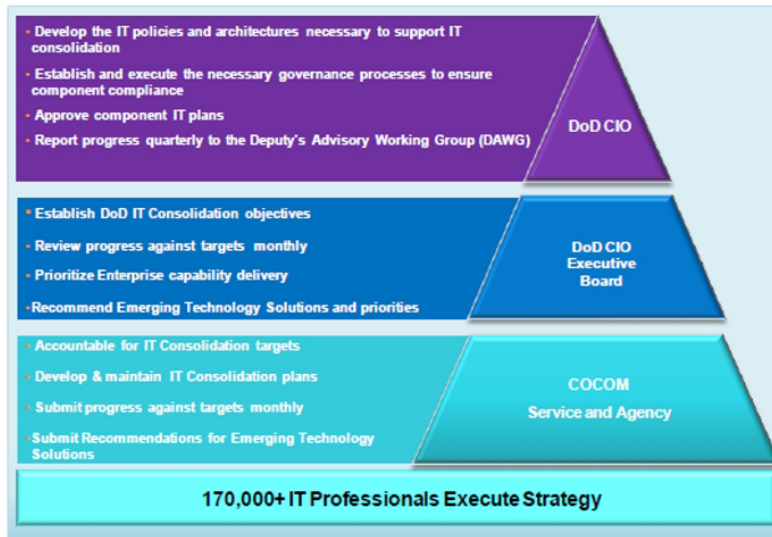 • Develop the IT policies and architectures necessary to support IT
consolidation
• Establish and execute the necessary governance processes to ensure
component compliance
• Approve component IT plans
• Report progress quarterly to the Deputy's Advisory Working Group (DAWG)
DoD CIO
• Establish DoD IT Consolidation objectives
• Review progress against targets monthly
• Prioritize Enterprise capability delivery
•Recommend Emerging Technology Solutions and priorities
DoD CIO
Executive
Board
• Accountable for IT Consolidation targets
• Develop & maintain IT Consolidation plans
• Submit progress against targets monthly
•Submit Recommendations for Emerging Technology
Solutions
COCOM
Service and Agency
170,000+ IT Professionals Execute Strategy